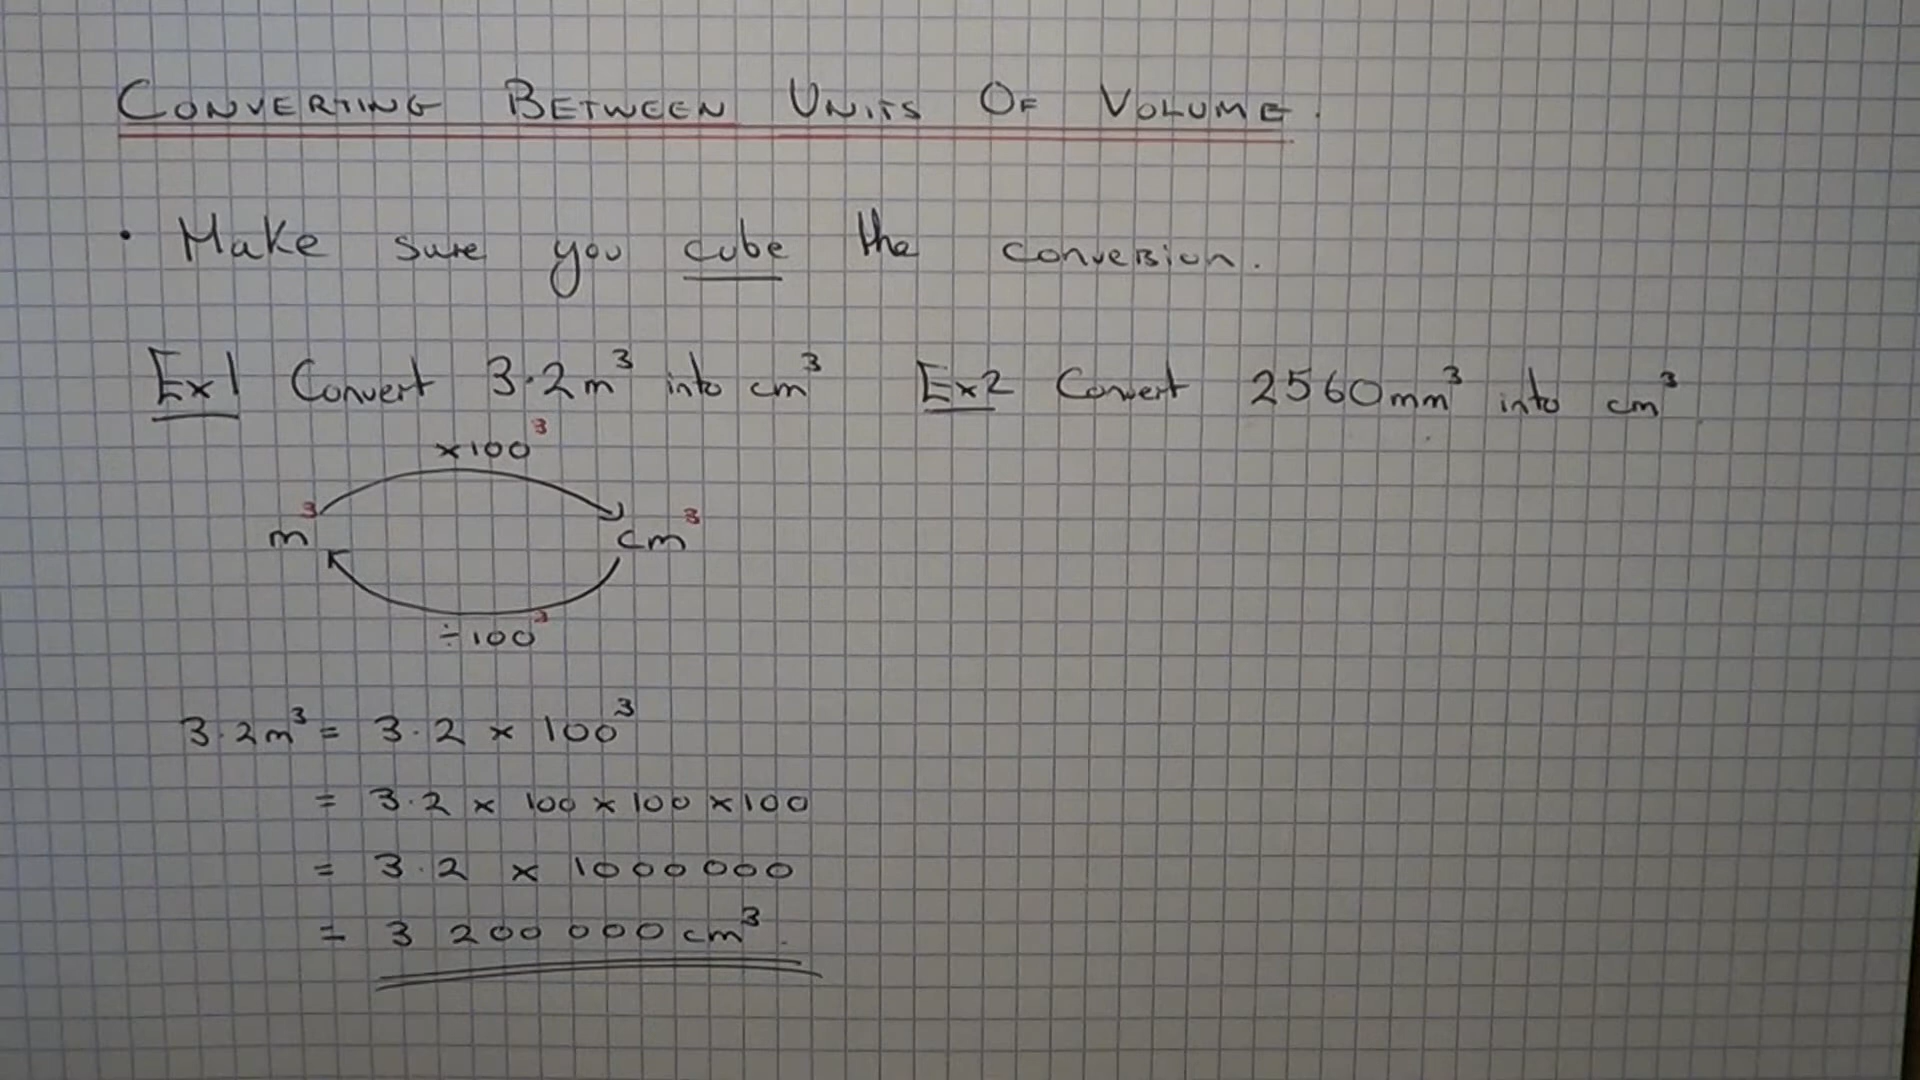 CONVERTING BETWEEN UNITS OF VOLUME.
• Make sure you cube the conversion.
Ex1 Convert 3·2m³ into cm³
×100³
m³ cm³
÷100³
3·2m³ = 3·2 × 100³
= 3·2 × 100 × 100 × 100
= 3·2 × 1000000
= 3 200 000 cm³.
Ex2 Convert 2560mm³ into cm³